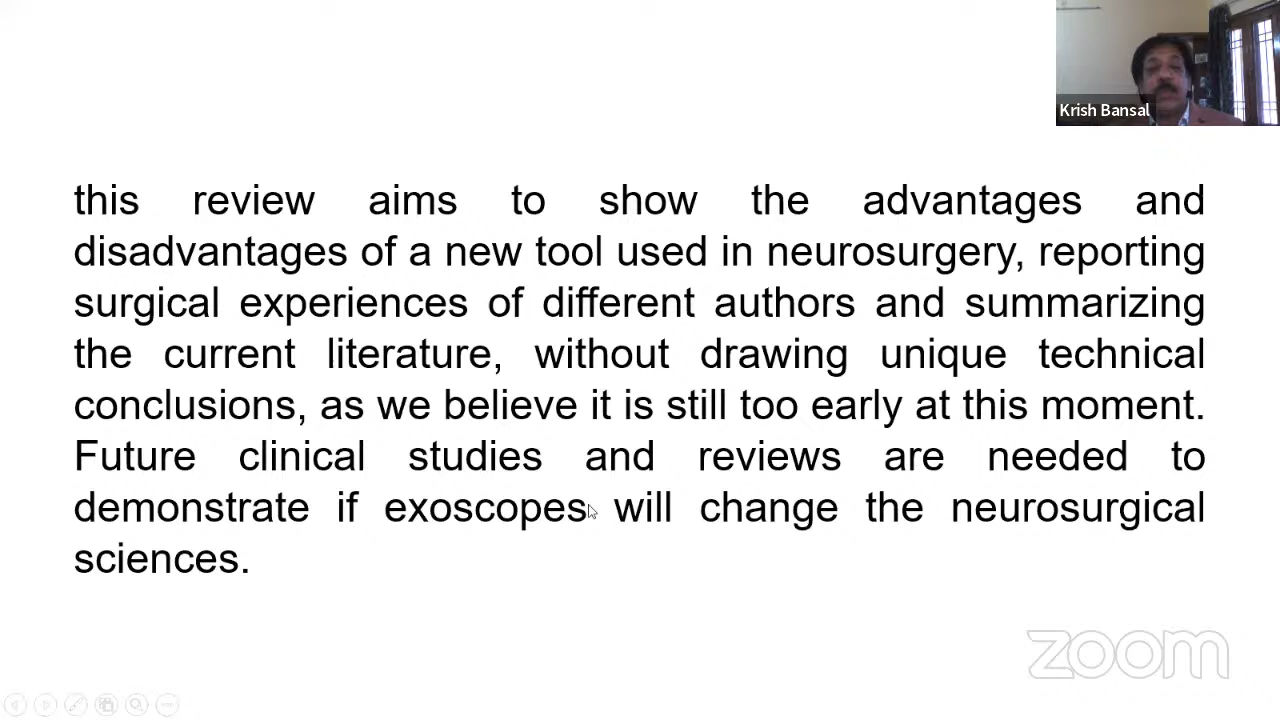 Krish Bansal
this review aims to show the advantages and
disadvantages of a new tool used in neurosurgery, reporting
surgical experiences of different authors and summarizing
the current literature, without drawing unique technical
conclusions, as we believe it is still too early at this moment.
Future clinical studies and reviews are needed to
demonstrate if exoscopes will change the neurosurgical
sciences.
zoom